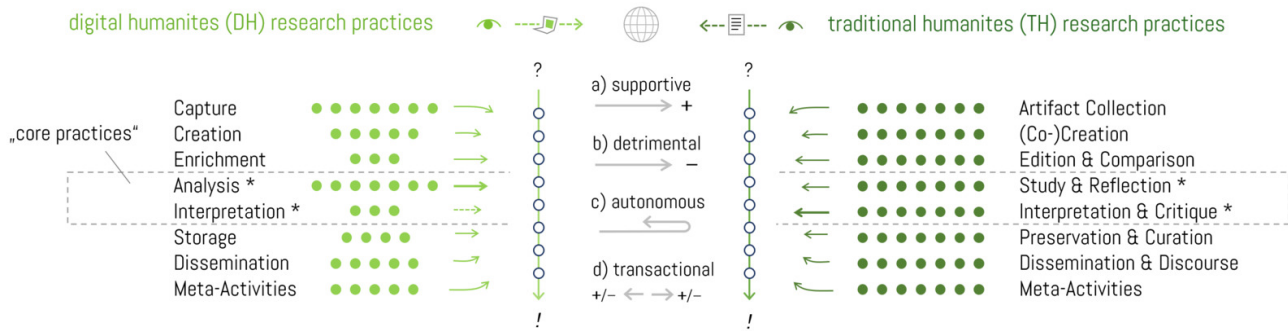 digital humanites (DH) research practices
traditional humanites (TH) research practices
„core practices“
Capture
Creation
Enrichment
Analysis *
Interpretation *
Storage
Dissemination
Meta-Activities
?
!
a) supportive
+
b) detrimental
–
c) autonomous
d) transactional
+/– +/–
?
!
Artifact Collection
(Co-)Creation
Edition & Comparison
Study & Reflection *
Interpretation & Critique *
Preservation & Curation
Dissemination & Discourse
Meta-Activities